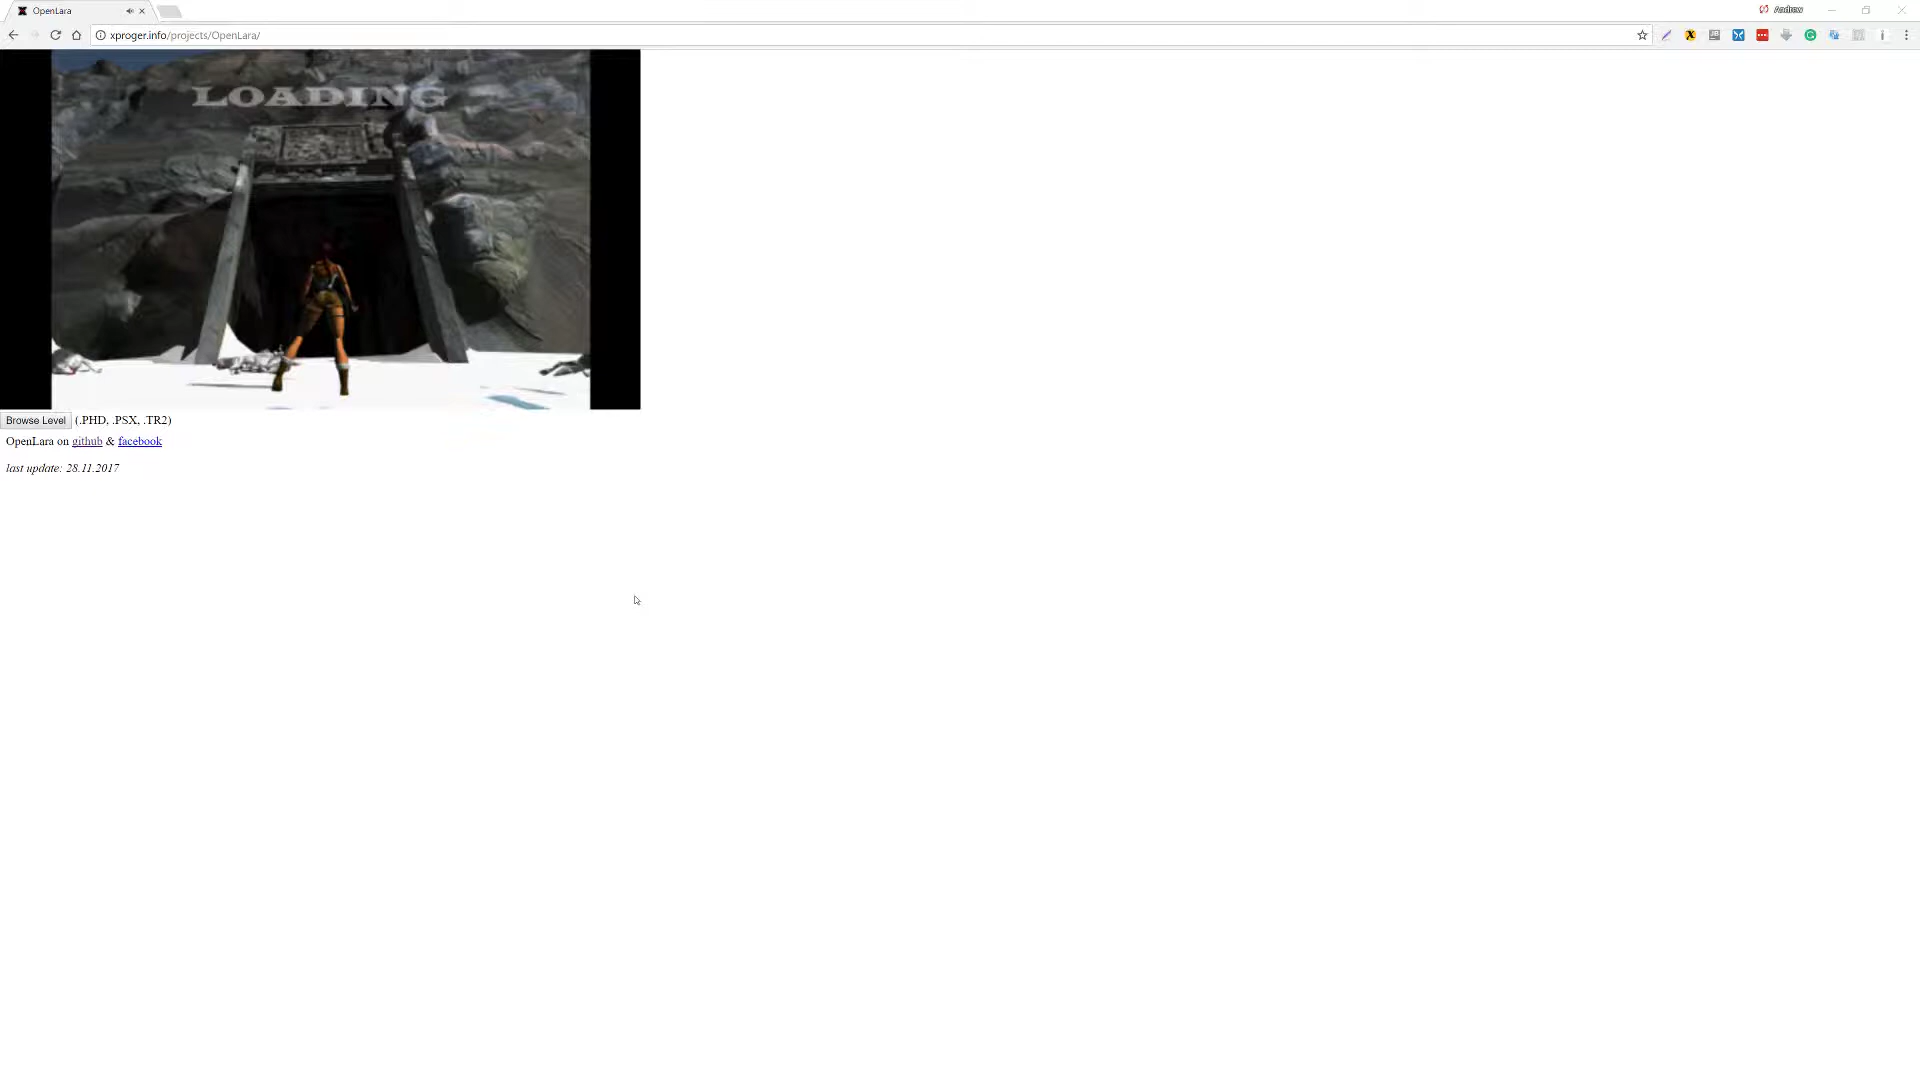 OpenLara
Andrew
xproger.info/projects/OpenLara/
LOADING
Browse Level (.PHD, .PSX, .TR2)
OpenLara on github & facebook
last update: 28.11.2017